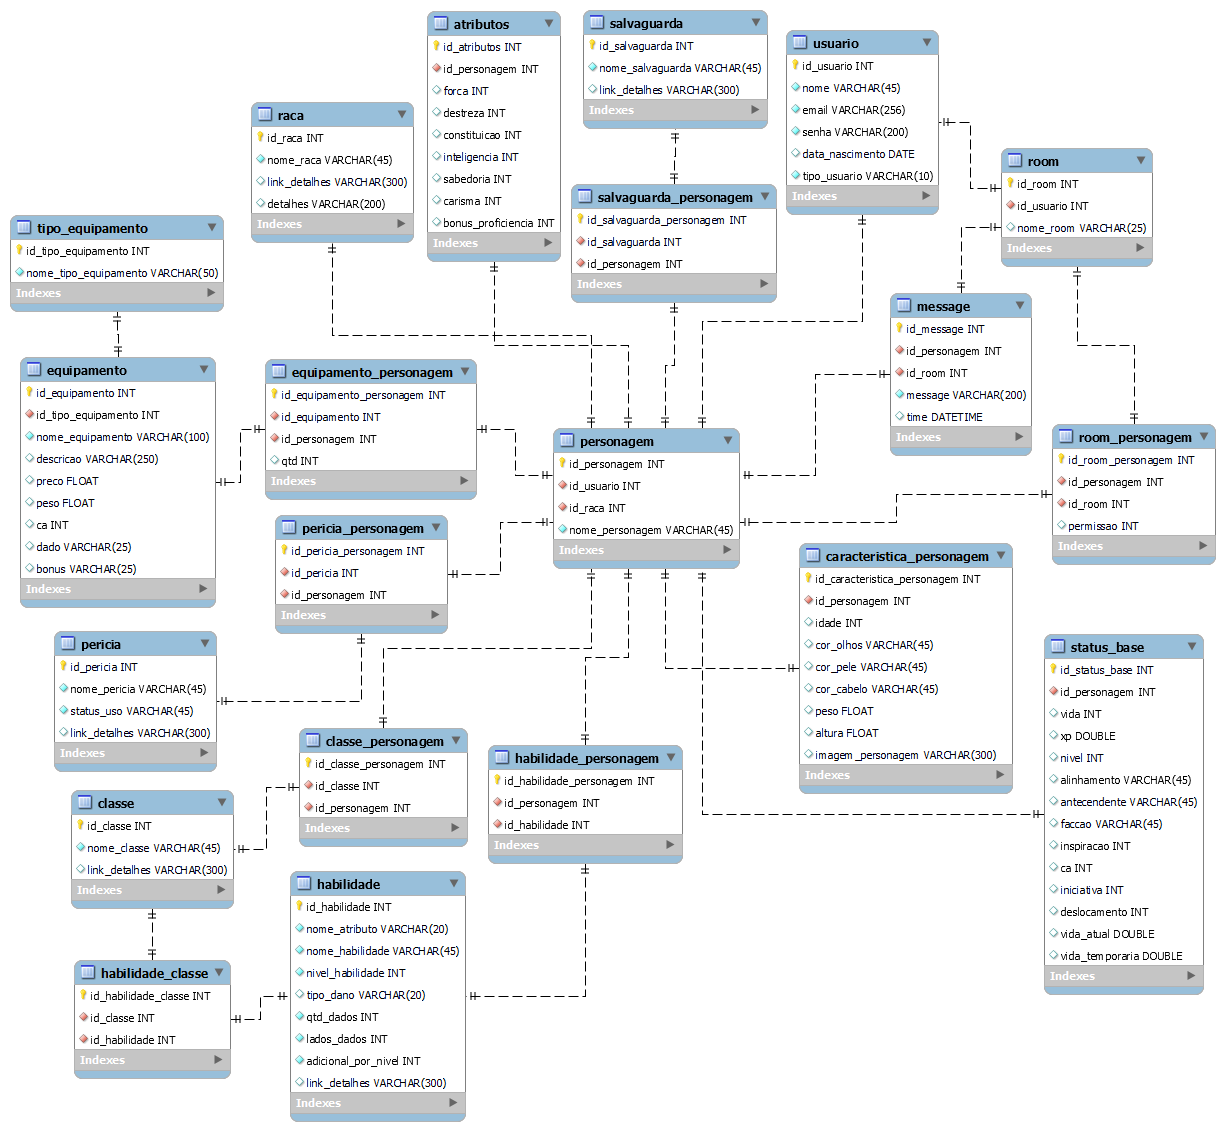 atributos
id_atributos INT
id_personagem INT
forca INT
destreza INT
constituicao INT
inteligencia INT
sabedoria INT
carisma INT
bonus_proficiencia INT
Indexes
salvaguarda
id_salvaguarda INT
nome_salvaguarda VARCHAR(45)
link_detalhes VARCHAR(300)
Indexes
usuario
id_usuario INT
nome VARCHAR(45)
email VARCHAR(256)
senha VARCHAR(200)
data_nascimento DATE
tipo_usuario VARCHAR(10)
Indexes
raca
id_raca INT
nome_raca VARCHAR(45)
link_detalhes VARCHAR(300)
detalhes VARCHAR(200)
Indexes
room
id_room INT
id_usuario INT
nome_room VARCHAR(25)
Indexes
salvaguarda_personagem
id_salvaguarda_personagem INT
id_salvaguarda INT
id_personagem INT
Indexes
tipo_equipamento
id_tipo_equipamento INT
nome_tipo_equipamento VARCHAR(50)
Indexes
message
id_message INT
id_personagem INT
id_room INT
message VARCHAR(200)
time DATETIME
Indexes
equipamento
id_equipamento INT
id_tipo_equipamento INT
nome_equipamento VARCHAR(100)
descricao VARCHAR(250)
preco FLOAT
peso FLOAT
ca INT
dado VARCHAR(25)
bonus VARCHAR(25)
Indexes
equipamento_personagem
id_equipamento_personagem INT
id_equipamento INT
id_personagem INT
qtd INT
Indexes
personagem
id_personagem INT
id_usuario INT
id_raca INT
nome_personagem VARCHAR(45)
Indexes
room_personagem
id_room_personagem INT
id_personagem INT
id_room INT
permissao INT
Indexes
pericia_personagem
id_pericia_personagem INT
id_pericia INT
id_personagem INT
Indexes
caracteristica_personagem
id_caracteristica_personagem INT
id_personagem INT
idade INT
cor_olhos VARCHAR(45)
cor_pele VARCHAR(45)
cor_cabelo VARCHAR(45)
peso FLOAT
altura FLOAT
imagem_personagem VARCHAR(300)
Indexes
pericia
id_pericia INT
nome_pericia VARCHAR(45)
status_uso VARCHAR(45)
link_detalhes VARCHAR(300)
Indexes
status_base
id_status_base INT
id_personagem INT
vida INT
xp DOUBLE
nivel INT
alinhamento VARCHAR(45)
antecedente VARCHAR(45)
faccao VARCHAR(45)
inspiracao INT
ca INT
iniciativa INT
deslocamento INT
vida_atual DOUBLE
vida_temporaria DOUBLE
Indexes
classe_personagem
id_classe_personagem INT
id_classe INT
id_personagem INT
Indexes
habilidade_personagem
id_habilidade_personagem INT
id_personagem INT
id_habilidade INT
Indexes
classe
id_classe INT
nome_classe VARCHAR(45)
link_detalhes VARCHAR(300)
Indexes
habilidade
id_habilidade INT
nome_atributo VARCHAR(20)
nome_habilidade VARCHAR(45)
nivel_habilidade INT
tipo_dano VARCHAR(20)
qtd_dados INT
lados_dados INT
adicional_por_nivel INT
link_detalhes VARCHAR(300)
Indexes
habilidade_classe
id_habilidade_classe INT
id_classe INT
id_habilidade INT
Indexes